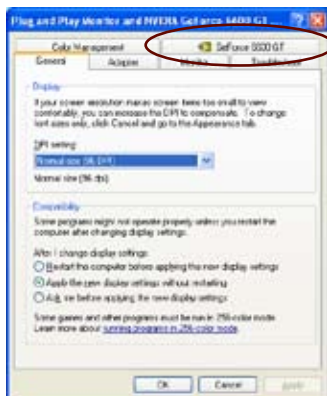 Plug and Play Monitor and NVIDIA GeForce 6600 GT ...
Color Management
GeForce 6600 GT
General
Adapter
Monitor
Troubleshoot
Display
If your screen resolution makes screen items too small to view
comfortably, you can increase the DPI to compensate. To change
font sizes only, click Cancel and go to the Appearance tab.
DPI setting:
Normal size (96 DPI)
Normal size (96 dpi)
Compatibility
Some programs might not operate properly unless you restart the
computer after changing display settings.
After I change display settings:
Restart the computer before applying the new display settings
Apply the new display settings without restarting
Ask me before applying the new display settings
Some games and other programs must be run in 256-color mode.
Learn more about running programs in 256-color mode.
OK
Cancel
Apply